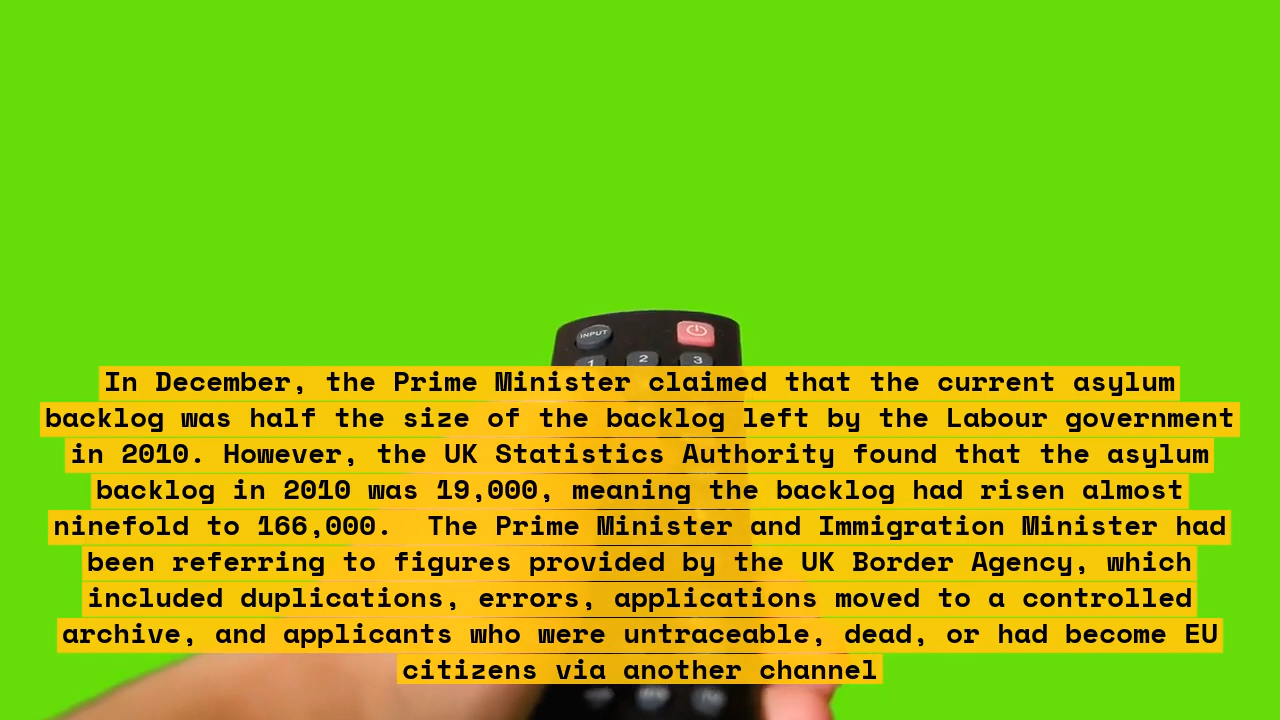 INPUT
1 2 3
In December, the Prime Minister claimed that the current asylum
backlog was half the size of the backlog left by the Labour government
in 2010. However, the UK Statistics Authority found that the asylum
backlog in 2010 was 19,000, meaning the backlog had risen almost
ninefold to 166,000.  The Prime Minister and Immigration Minister had
been referring to figures provided by the UK Border Agency, which
included duplications, errors, applications moved to a controlled
archive, and applicants who were untraceable, dead, or had become EU
citizens via another channel